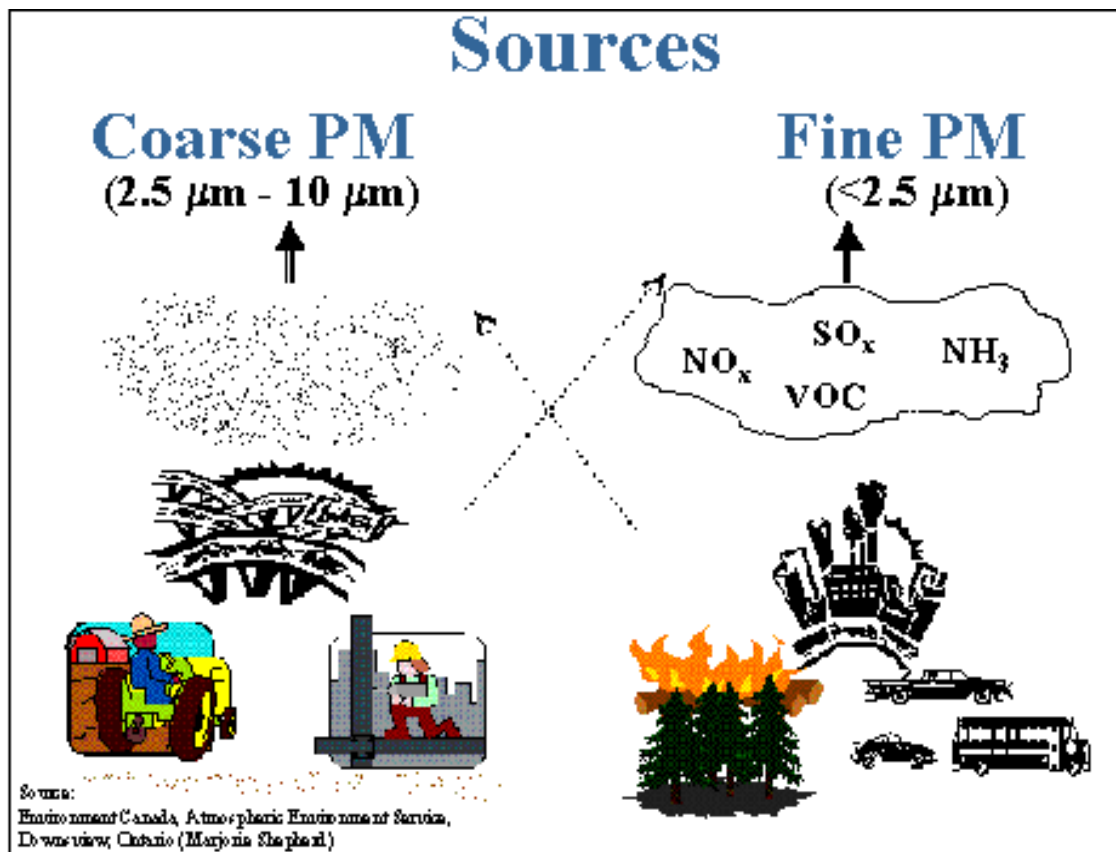 Sources
Coarse PM
(2.5 μm - 10 μm)
Fine PM
(<2.5 μm)
NOx
SOx
NH3
VOC
Source:
Environment Canada, Atmospheric Environment Service,
Downsview, Ontario (Marjorie Shepherd)